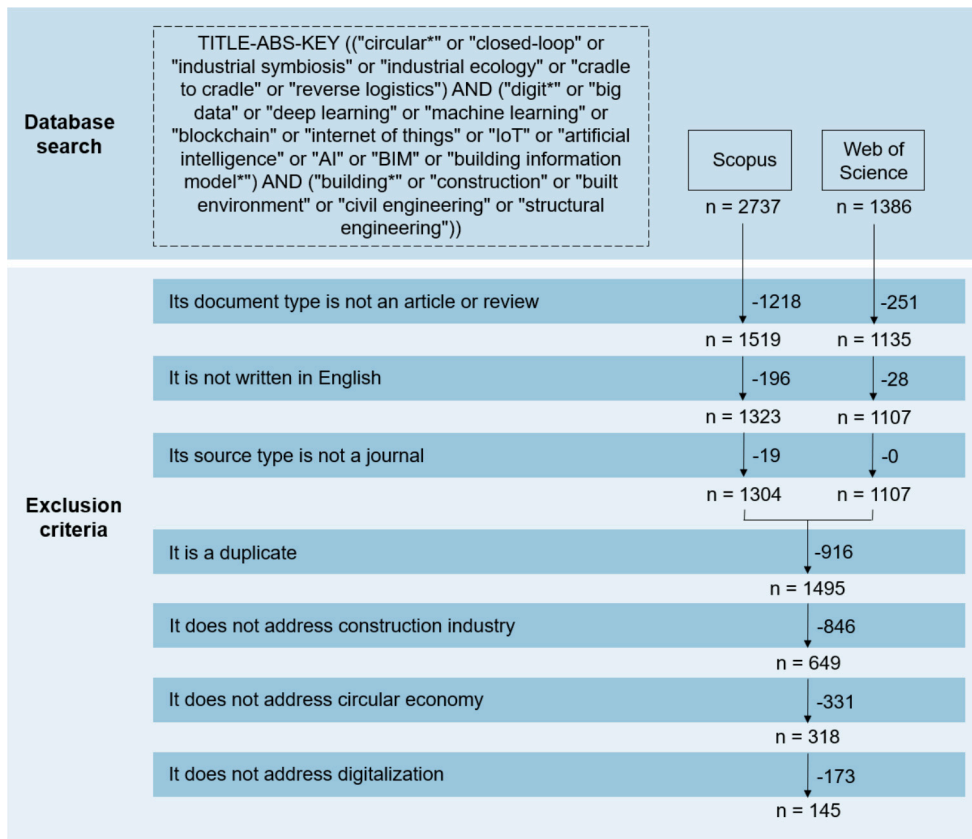 Database
search
TITLE-ABS-KEY (("circular*" or "closed-loop" or
"industrial symbiosis" or "industrial ecology" or "cradle
to cradle" or "reverse logistics") AND ("digit*" or "big
data" or "deep learning" or "machine learning" or
"blockchain" or "internet of things" or "IoT" or "artificial
intelligence" or "AI" or "BIM" or "building information
model*") AND ("building*" or "construction" or "built
environment" or "civil engineering" or "structural
engineering"))
Scopus
Web of
Science
n = 2737
n = 1386
Exclusion
criteria
Its document type is not an article or review
-1218
-251
n = 1519
n = 1135
It is not written in English
-196
-28
n = 1323
n = 1107
Its source type is not a journal
-19
-0
n = 1304
n = 1107
It is a duplicate
-916
n = 1495
It does not address construction industry
-846
n = 649
It does not address circular economy
-331
n = 318
It does not address digitalization
-173
n = 145